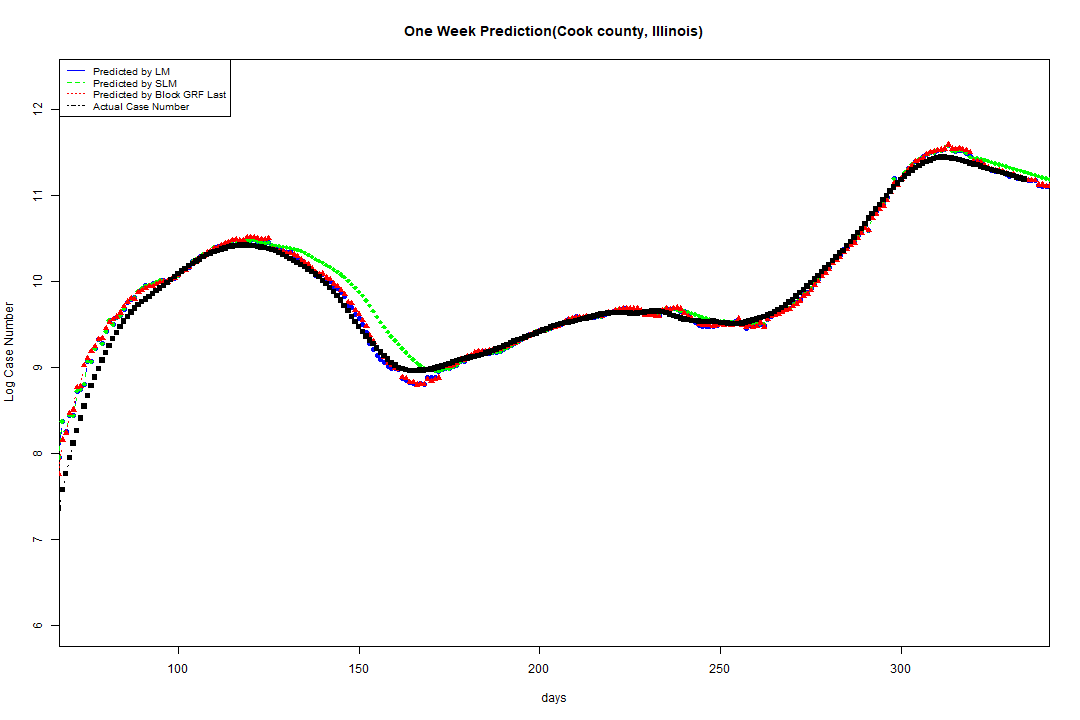 One Week Prediction(Cook county, Illinois)
Predicted by LM
Predicted by SLM
Predicted by Block GRF Last
Actual Case Number
12
11
10
9
8
7
6
Log Case Number
100 150 200 250 300
days